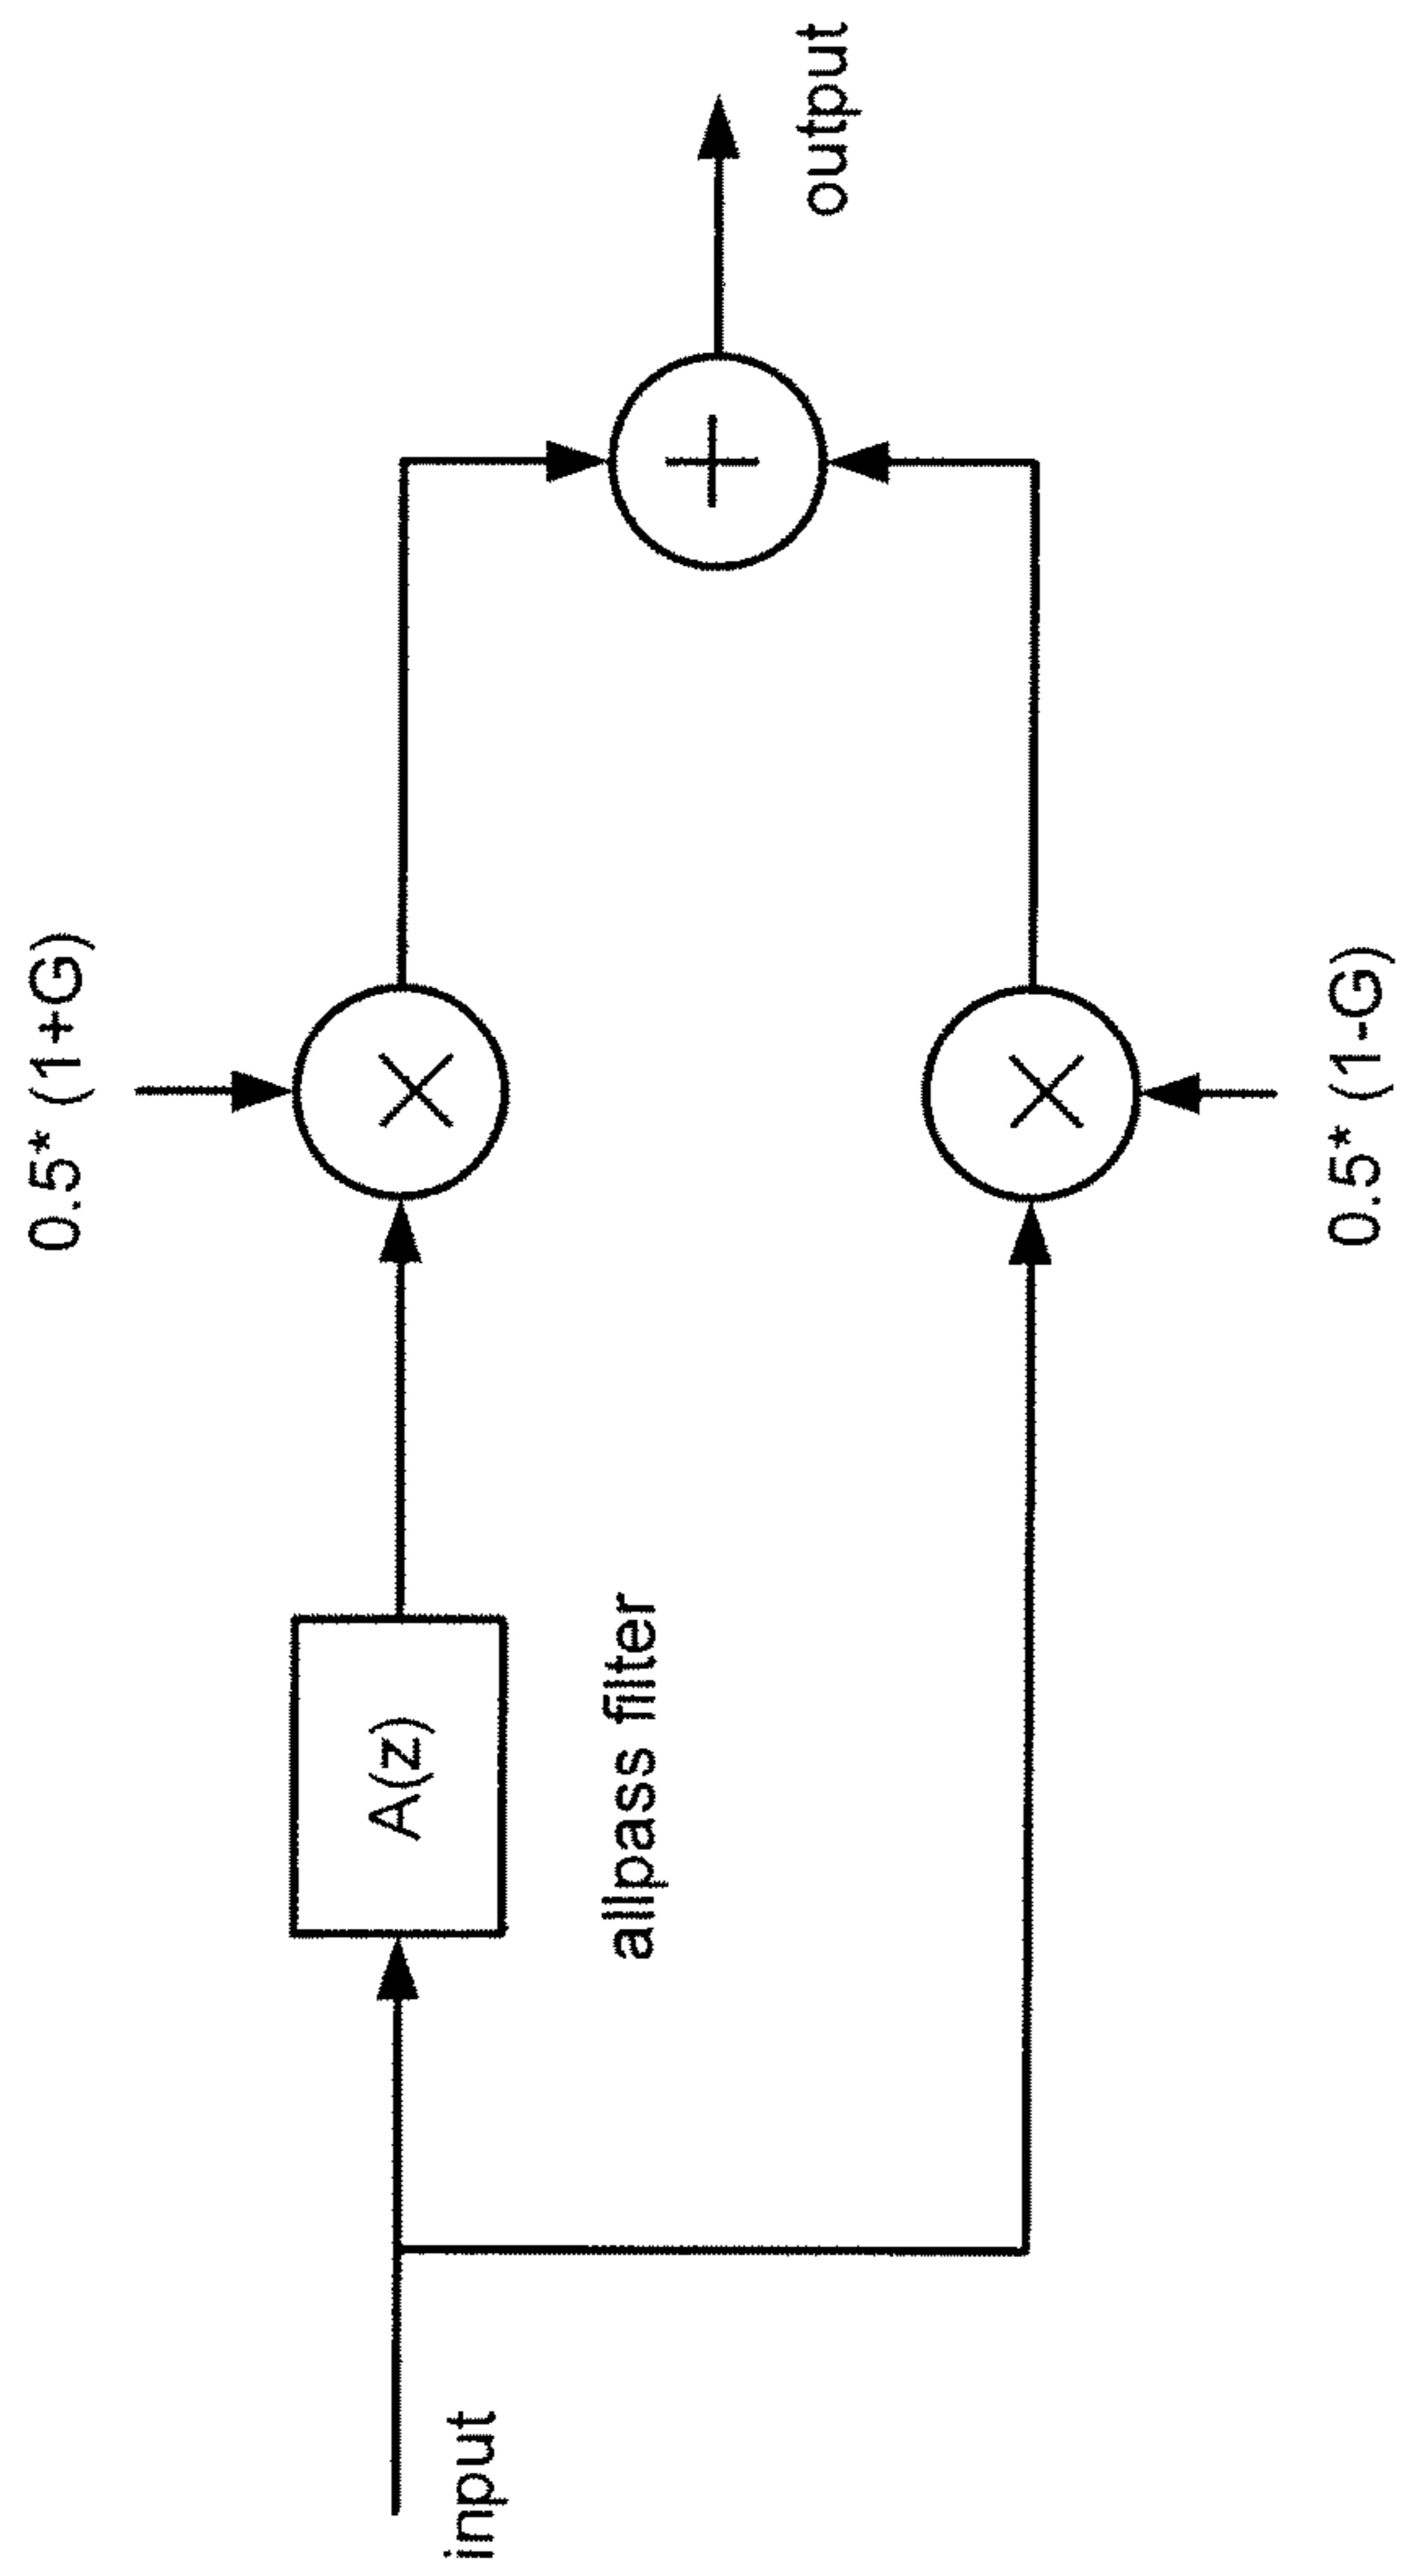 0.5* (1+G)
input
A(z)
allpass filter
output
0.5* (1-G)